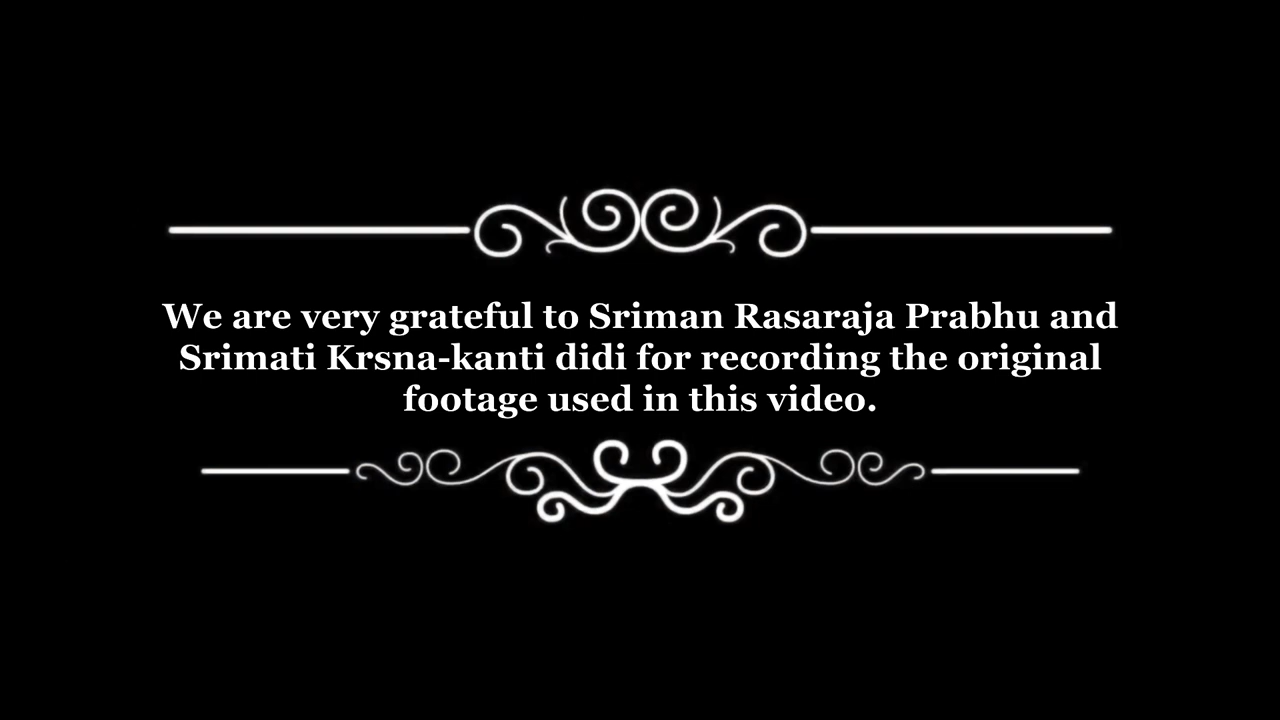 We are very grateful to Sriman Rasaraja Prabhu and
Srimati Krsna-kanti didi for recording the original
footage used in this video.